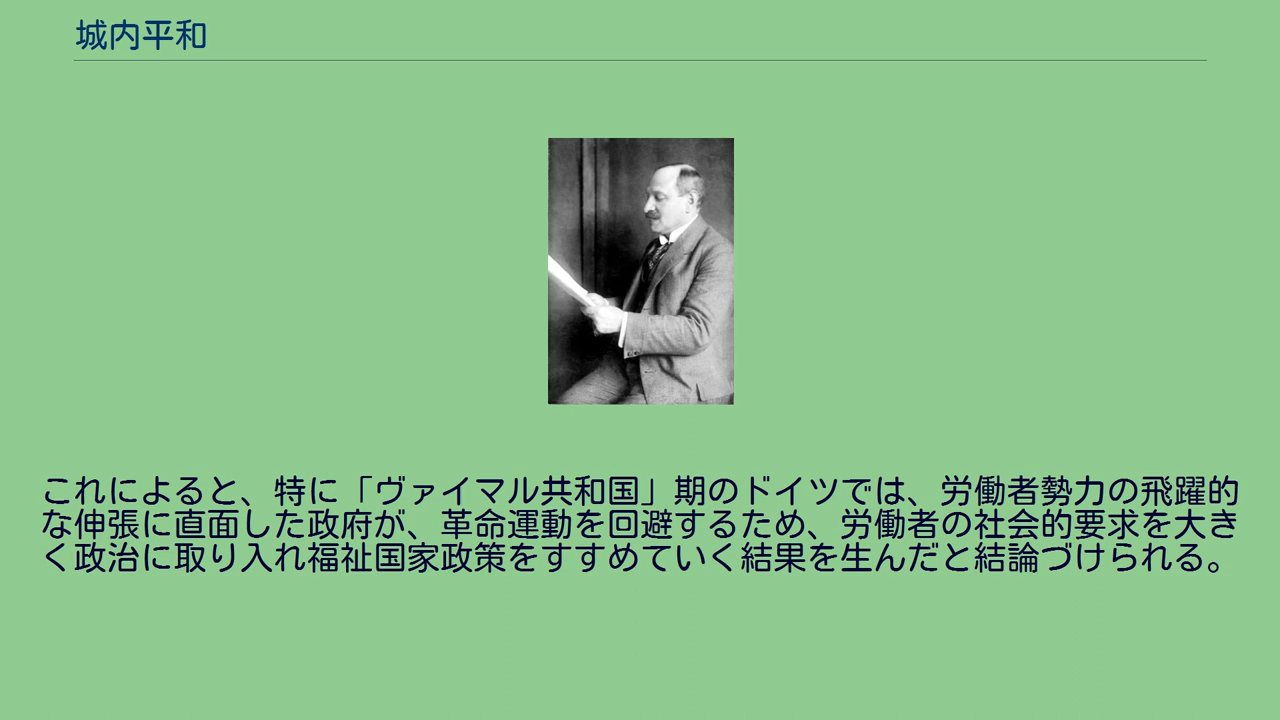 城内平和
これによると、特に「ヴァイマル共和国」期のドイツでは、労働者勢力の飛躍的
な伸張に直面した政府が、革命運動を回避するため、労働者の社会的要求を大き
く政治に取り入れ福祉国家政策をすすめていく結果を生んだと結論づけられる。